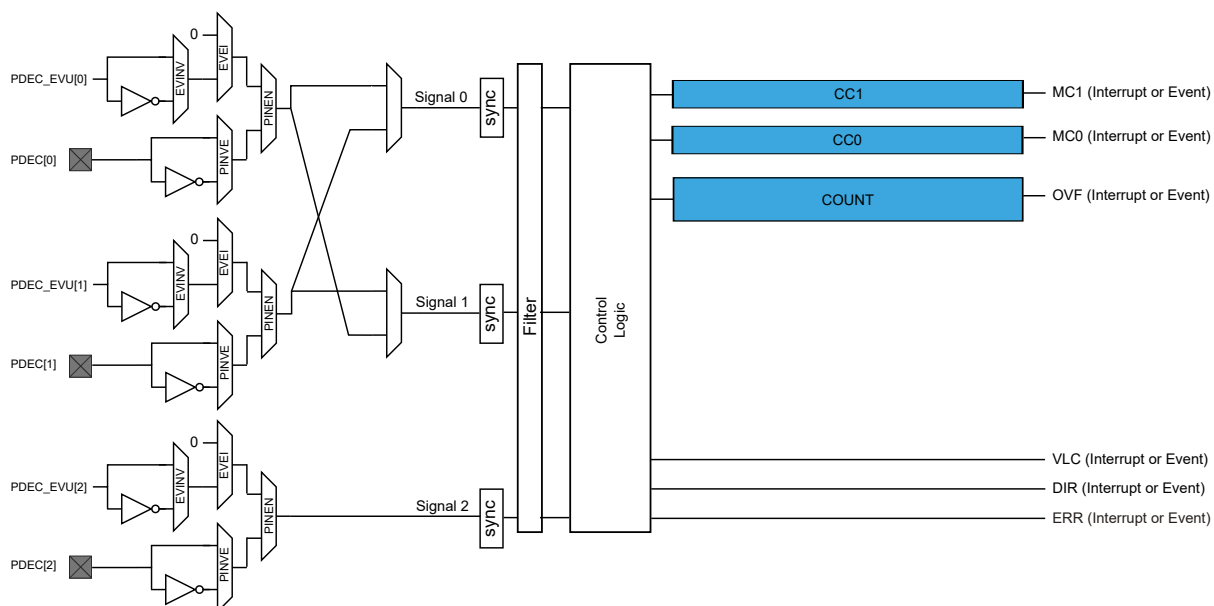 0
PDEC_EVU[0]
EVINV
EVEI
PINEN
PDEC[0]
PINVE
Signal 0
sync
CC1
MC1 (Interrupt or Event)
CC0
MC0 (Interrupt or Event)
COUNT
OVF (Interrupt or Event)
0
PDEC_EVU[1]
EVINV
EVEI
PINEN
PDEC[1]
PINVE
Signal 1
sync
Filter
Control
Logic
0
PDEC_EVU[2]
EVINV
EVEI
PINEN
PDEC[2]
PINVE
Signal 2
sync
VLC (Interrupt or Event)
DIR (Interrupt or Event)
ERR (Interrupt or Event)